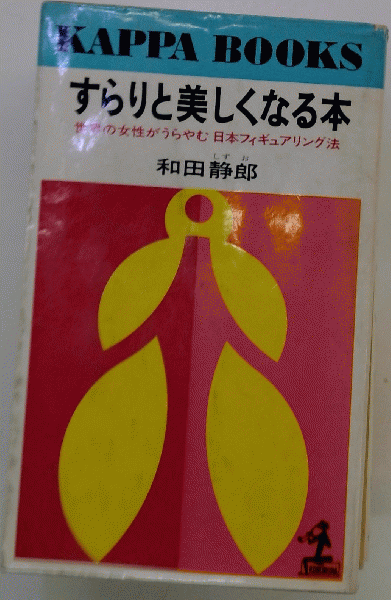 KAPPA BOOKS
すらりと美しくなる本
世界の女性がうらやむ 日本フィギュアリング法
しず お
和田静郎